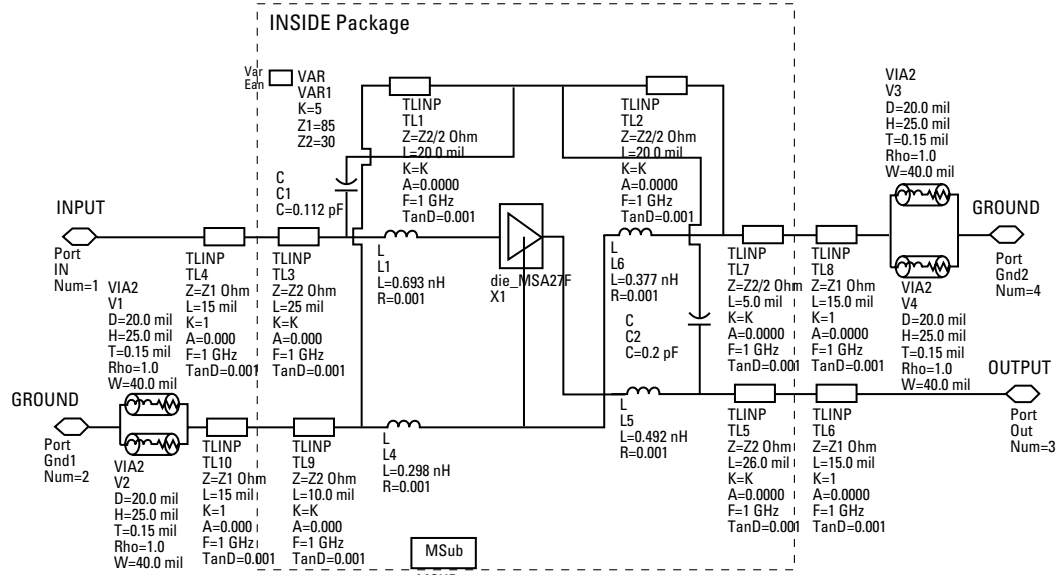 INSIDE Package
Var
Ean
VAR
VAR1
K=5
Z1=85
Z2=30
TLINP
TL1
Z=Z2/2 Ohm
L=20.0 mil
K=K
A=0.0000
F=1 GHz
TanD=0.001
TLINP
TL2
Z=Z2/2 Ohm
L=20.0 mil
K=K
A=0.0000
F=1 GHz
TanD=0.001
VIA2
V3
D=20.0 mil
H=25.0 mil
T=0.15 mil
Rho=1.0
W=40.0 mil
C
C1
C=0.112 pF
INPUT
Port
IN
Num=1
TLINP
TL4
Z=Z1 Ohm
L=15 mil
K=1
A=0.000
F=1 GHz
TanD=0.001
TLINP
TL3
Z=Z2 Ohm
L=25 mil
K=K
A=0.000
F=1 GHz
TanD=0.001
L
L1
L=0.693 nH
R=0.001
die_MSA27F
X1
L
L6
L=0.377 nH
R=0.001
C
C2
C=0.2 pF
TLINP
TL7
Z=Z2/2 Ohm
L=5.0 mil
K=K
A=0.0000
F=1 GHz
TanD=0.001
TLINP
TL8
Z=Z1 Ohm
L=15.0 mil
K=1
A=0.0000
F=1 GHz
TanD=0.001
GROUND
Port
Gnd2
Num=4
VIA2
V4
D=20.0 mil
H=25.0 mil
T=0.15 mil
Rho=1.0
W=40.0 mil
VIA2
V1
D=20.0 mil
H=25.0 mil
T=0.15 mil
Rho=1.0
W=40.0 mil
GROUND
Port
Gnd1
Num=2
VIA2
V2
D=20.0 mil
H=25.0 mil
T=0.15 mil
Rho=1.0
W=40.0 mil
TLINP
TL10
Z=Z1 Ohm
L=15 mil
K=1
A=0.000
F=1 GHz
TanD=0.001
TLINP
TL9
Z=Z2 Ohm
L=10.0 mil
K=K
A=0.000
F=1 GHz
TanD=0.001
L
L4
L=0.298 nH
R=0.001
L
L5
L=0.492 nH
R=0.001
TLINP
TL5
Z=Z2 Ohm
L=26.0 mil
K=K
A=0.0000
F=1 GHz
TanD=0.001
TLINP
TL6
Z=Z1 Ohm
L=15.0 mil
K=1
A=0.0000
F=1 GHz
TanD=0.001
OUTPUT
Port
Out
Num=3
MSub